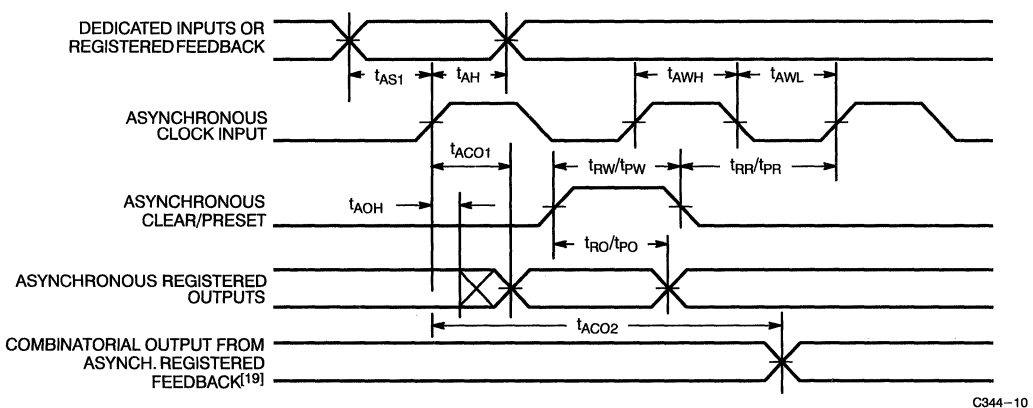 DEDICATED INPUTS OR
REGISTERED FEEDBACK
tAS1
tAH
tAWH
tAWL
ASYNCHRONOUS
CLOCK INPUT
tACO1
tRW/tPW
tRR/tPR
ASYNCHRONOUS
CLEAR/PRESET
tAOH
tRO/tPO
ASYNCHRONOUS REGISTERED
OUTPUTS
tACO2
COMBINATORIAL OUTPUT FROM
ASYNCH. REGISTERED
FEEDBACK[19]
C344–10